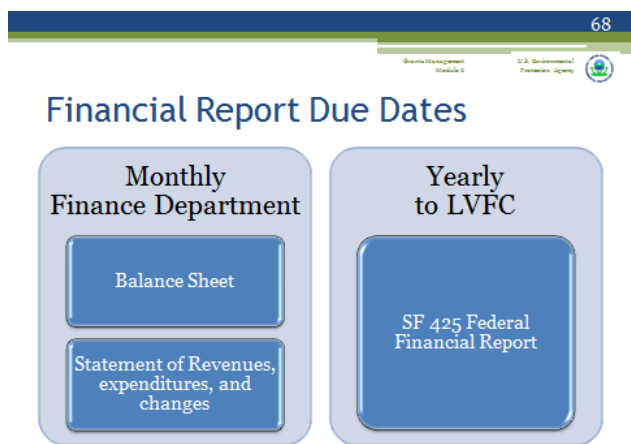 68
Grants Management
Module 5
U.S. Environmental
Protection Agency
Financial Report Due Dates
Monthly
Finance Department
Balance Sheet
Statement of Revenues,
expenditures, and
changes
Yearly
to LVFC
SF 425 Federal
Financial Report